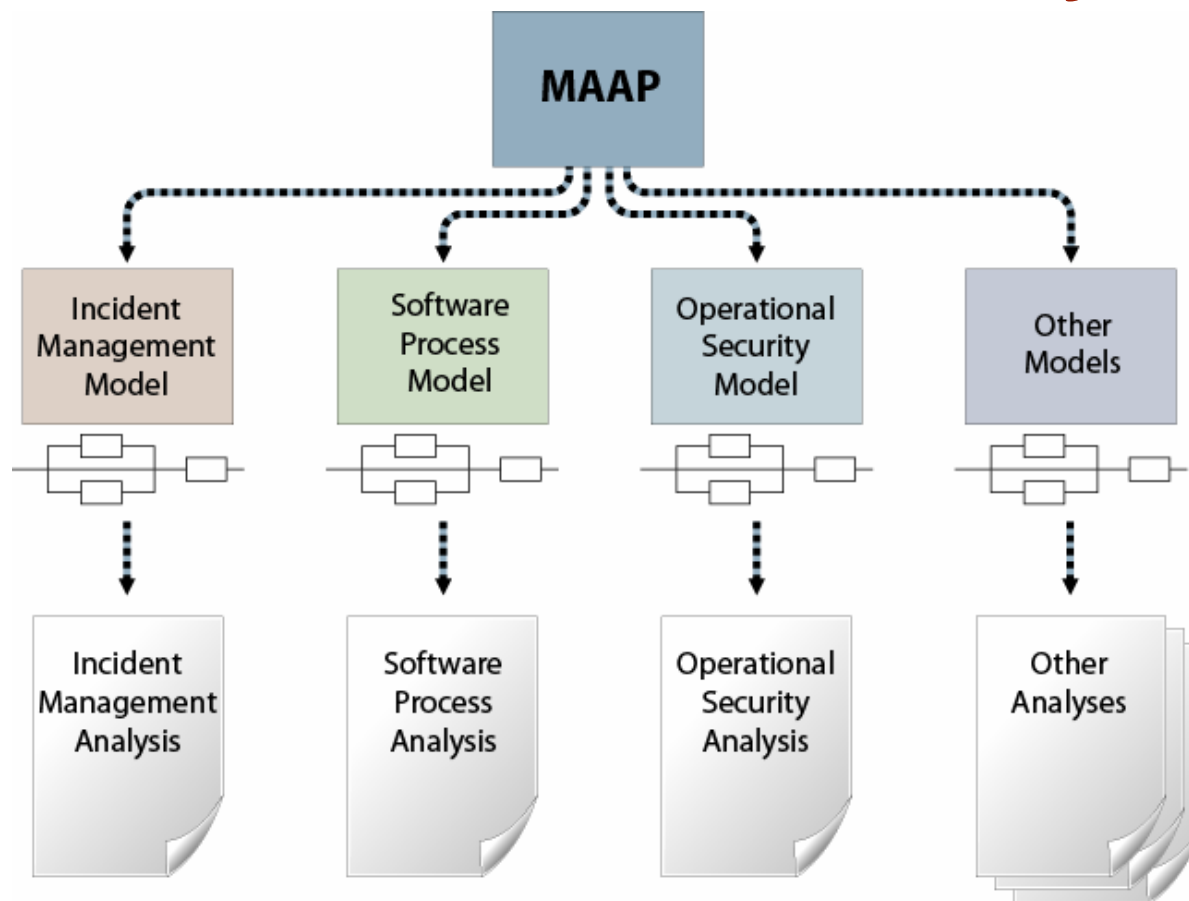 MAAP
Incident
Management
Model
Software
Process
Model
Operational
Security
Model
Other
Models
Incident
Management
Analysis
Software
Process
Analysis
Operational
Security
Analysis
Other
Analyses